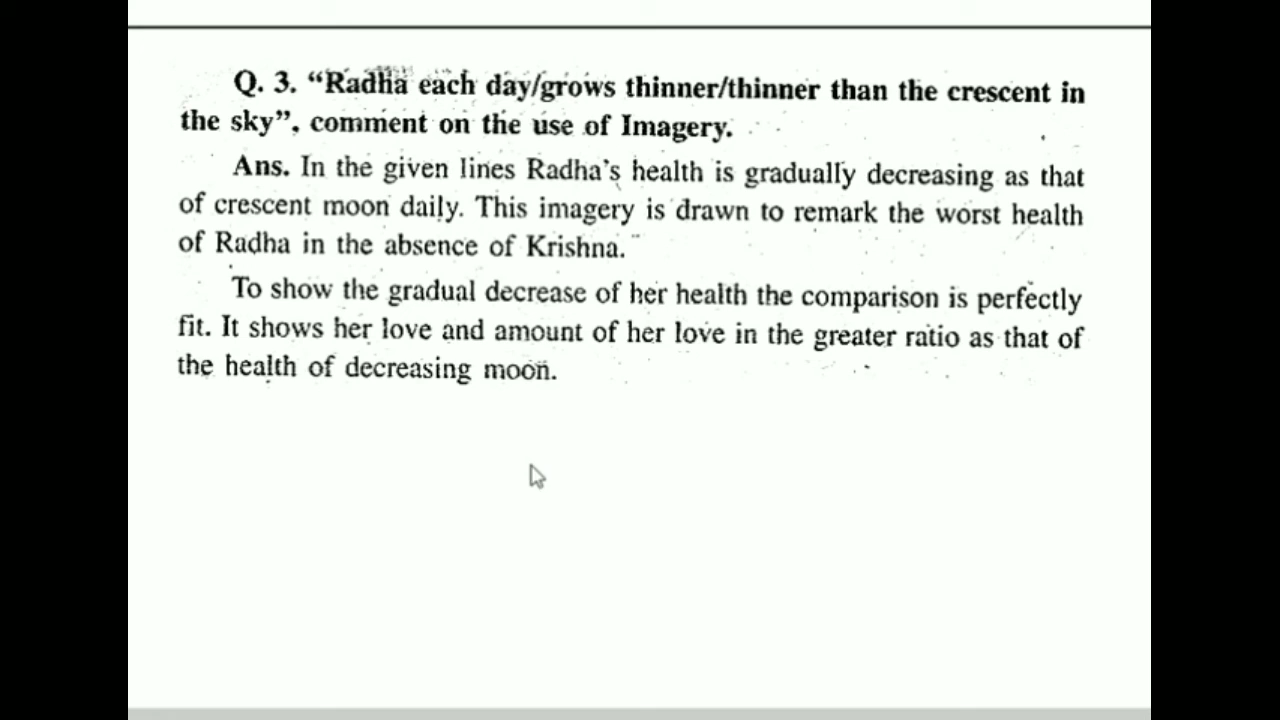 Q. 3. “Radha each day/grows thinner/thinner than the crescent in
the sky”, comment on the use of Imagery.
Ans. In the given lines Radha’s health is gradually decreasing as that
of crescent moon daily. This imagery is drawn to remark the worst health
of Radha in the absence of Krishna.
To show the gradual decrease of her health the comparison is perfectly
fit. It shows her love and amount of her love in the greater ratio as that of
the health of decreasing moon.